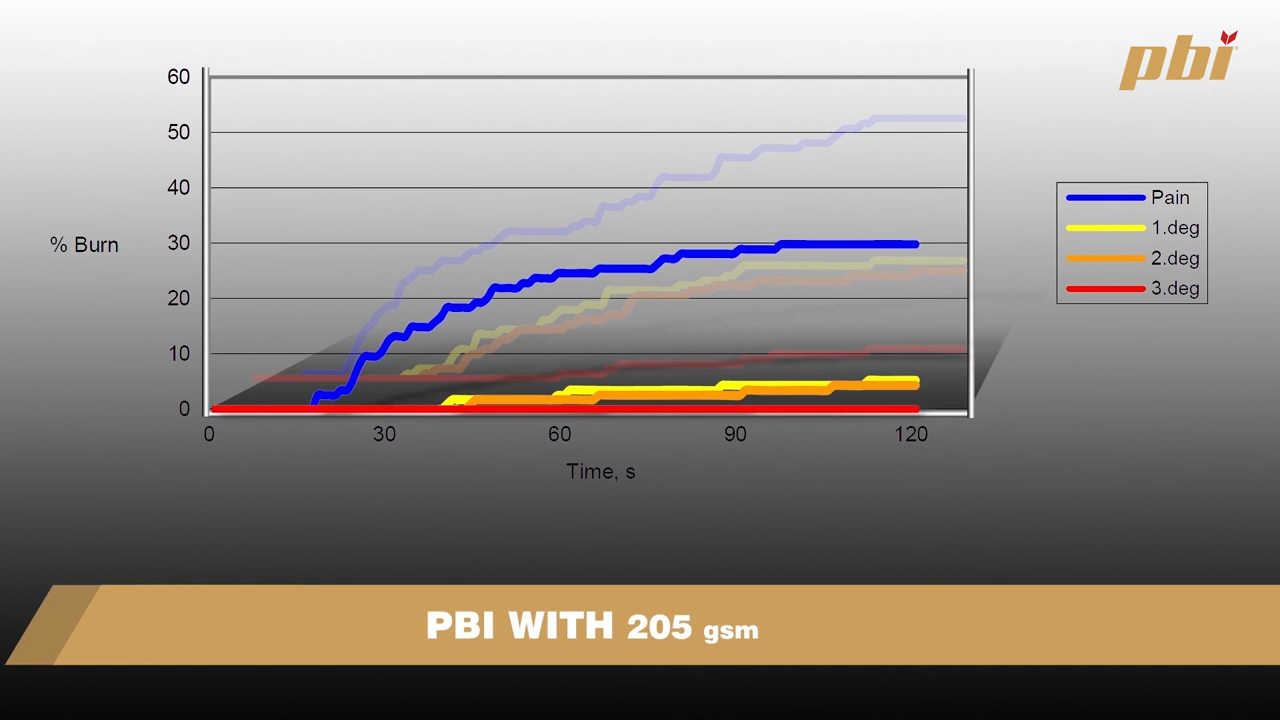 pbi
60
50
40
30
20
10
0
% Burn
0 30 60 90 120
Time, s
Pain
1.deg
2.deg
3.deg
PBI WITH 205 gsm